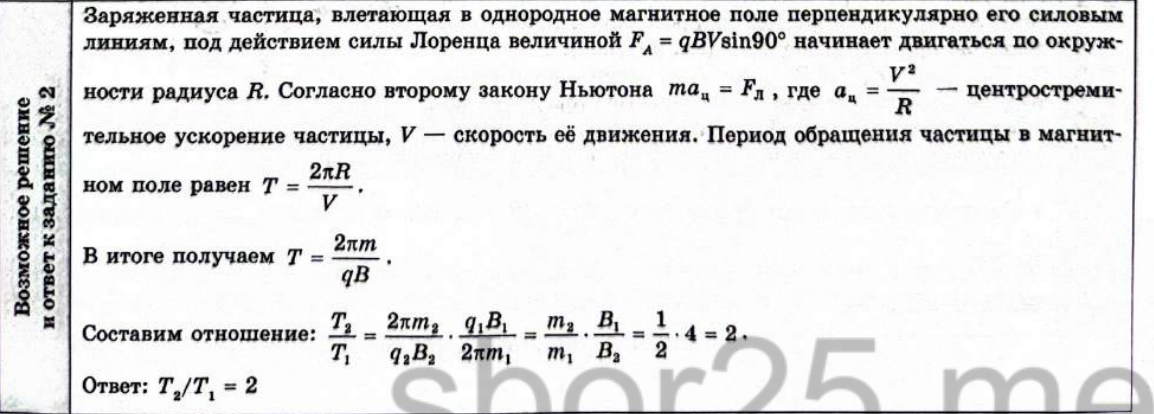 Возможное решение
и ответ к заданию № 2
Заряженная частица, влетающая в однородное магнитное поле перпендикулярно его силовым
линиям, под действием силы Лоренца величиной F_Л = qBVsin90° начинает двигаться по окруж-
ности радиуса R. Согласно второму закону Ньютона ma_ц = F_Л , где a_ц = V²/R — центростреми-
тельное ускорение частицы, V — скорость её движения. Период обращения частицы в магнит-
ном поле равен T = 2πR/V .
В итоге получаем T = 2πm/qB .
Составим отношение: T₂/T₁ = 2πm₂/q₂B₂ · q₁B₁/2πm₁ = m₂/m₁ · B₁/B₂ = 1/2 · 4 = 2 .
Ответ: T₂/T₁ = 2
sbor25.me